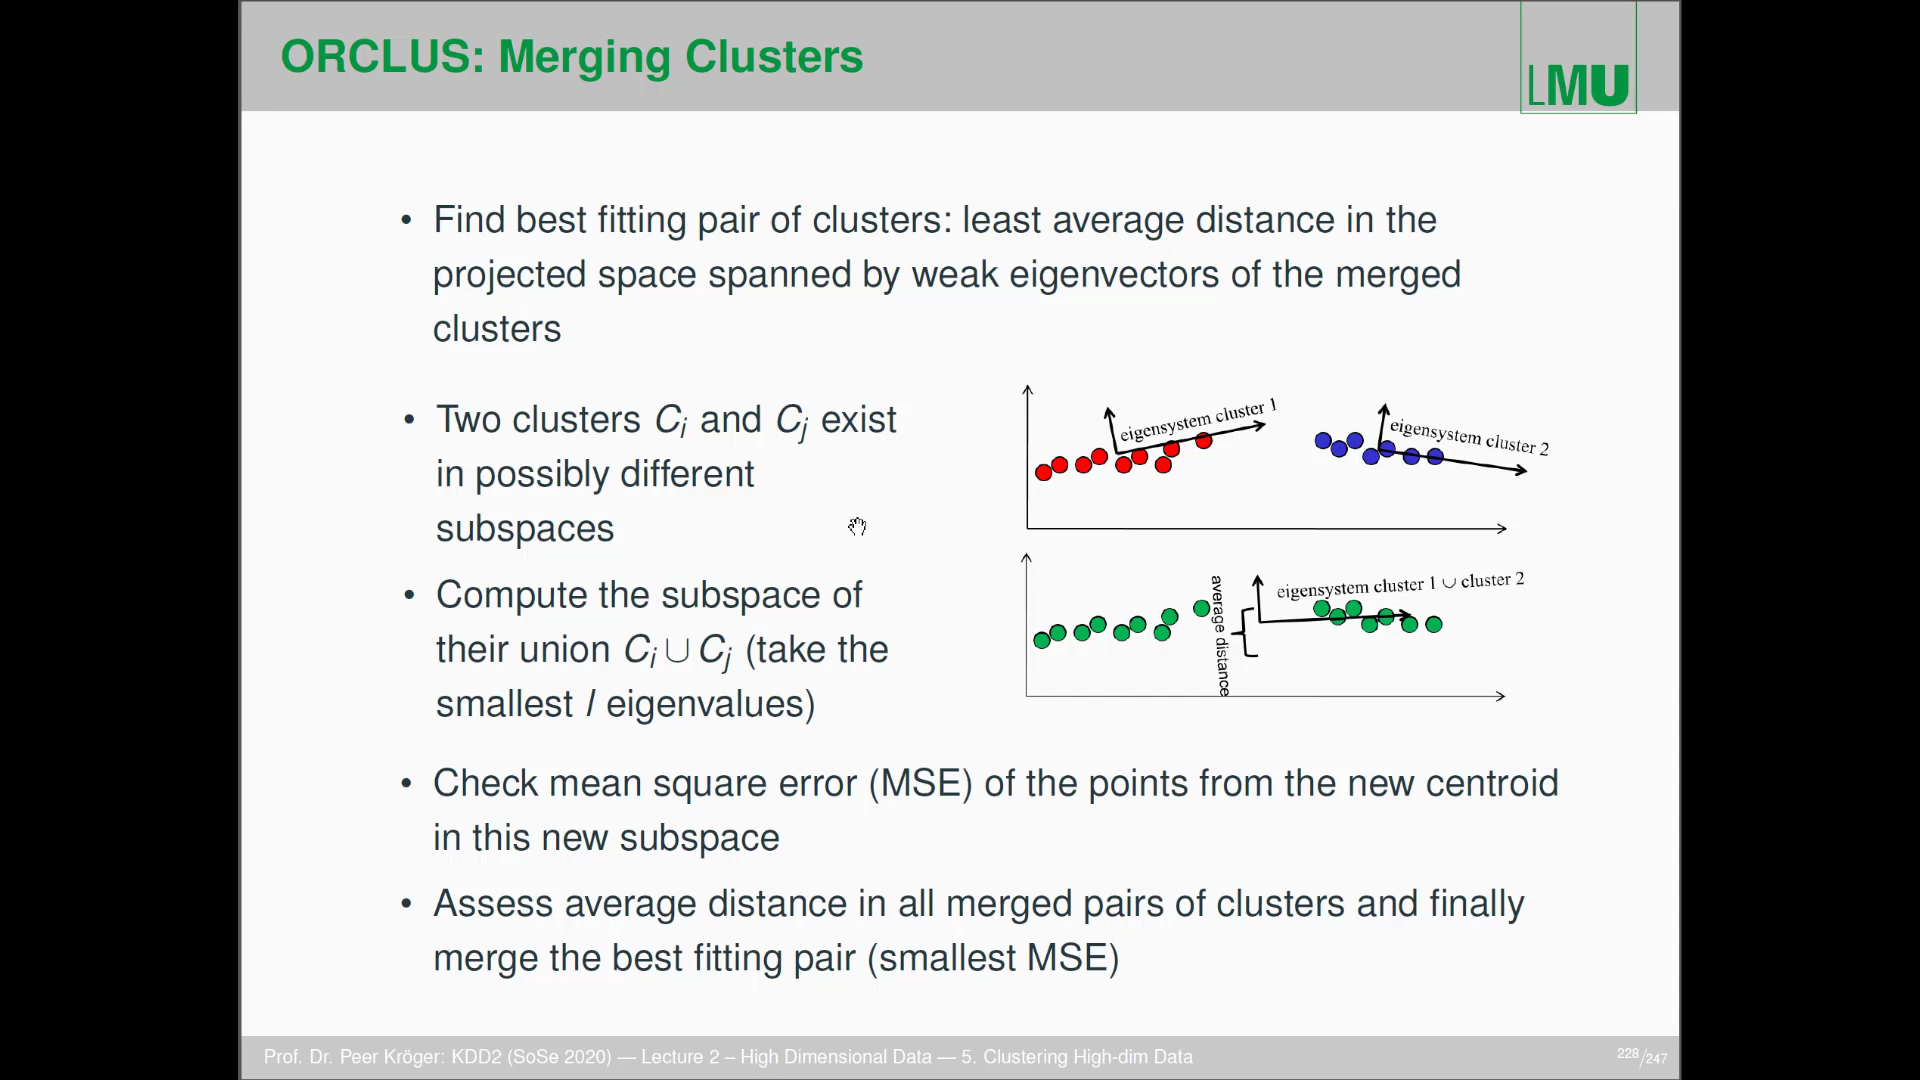 ORCLUS: Merging Clusters
LMU
• Find best fitting pair of clusters: least average distance in the
projected space spanned by weak eigenvectors of the merged
clusters
• Two clusters Ci and Cj exist
in possibly different
subspaces
• Compute the subspace of
their union Ci ∪ Cj (take the
smallest l eigenvalues)
eigensystem cluster 1
eigensystem cluster 2
average distance
eigensystem cluster 1 ∪ cluster 2
• Check mean square error (MSE) of the points from the new centroid
in this new subspace
• Assess average distance in all merged pairs of clusters and finally
merge the best fitting pair (smallest MSE)
Prof. Dr. Peer Kröger: KDD2 (SoSe 2020) — Lecture 2 – High Dimensional Data — 5. Clustering High-dim Data
228/247